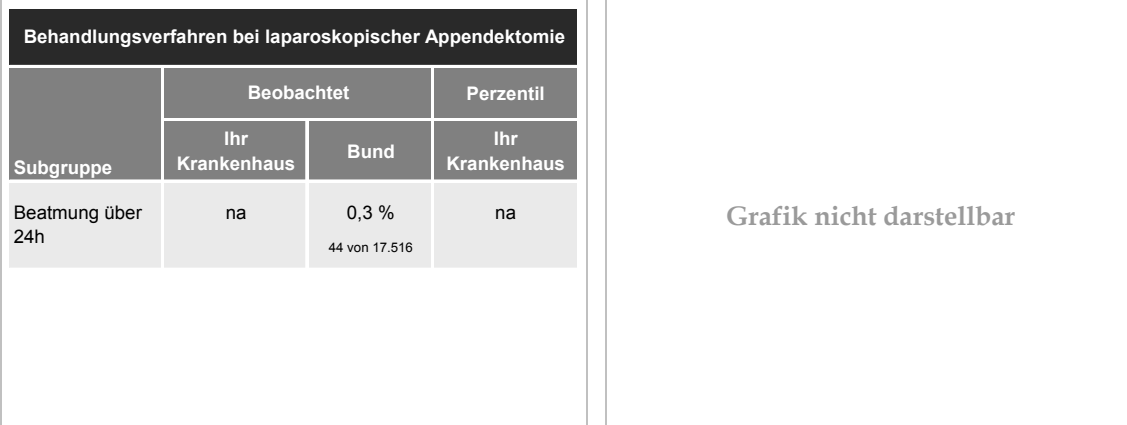 Behandlungsverfahren bei laparoskopischer Appendektomie
Beobachtet
Perzentil
Subgruppe
Ihr
Krankenhaus
Bund
Ihr
Krankenhaus
Beatmung über
24h
na
0,3 %
44 von 17.516
na
Grafik nicht darstellbar